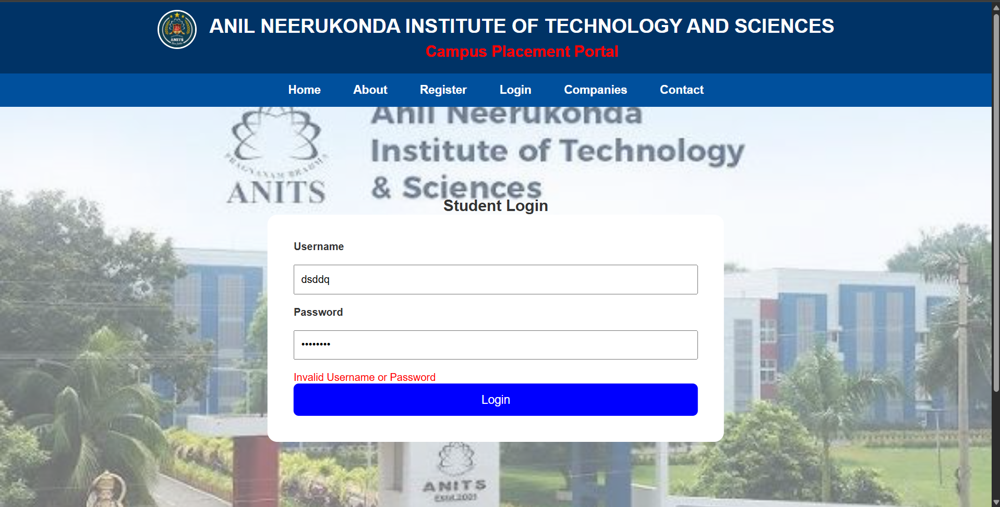 ANITS
ANIL NEERUKONDA INSTITUTE OF TECHNOLOGY AND SCIENCES
Campus Placement Portal
Home About Register Login Companies Contact
Anil Neerukonda
Institute of Technology
& Sciences
ANITS
Student Login
Username
dsddq
Password
Invalid Username or Password
Login
ANITS